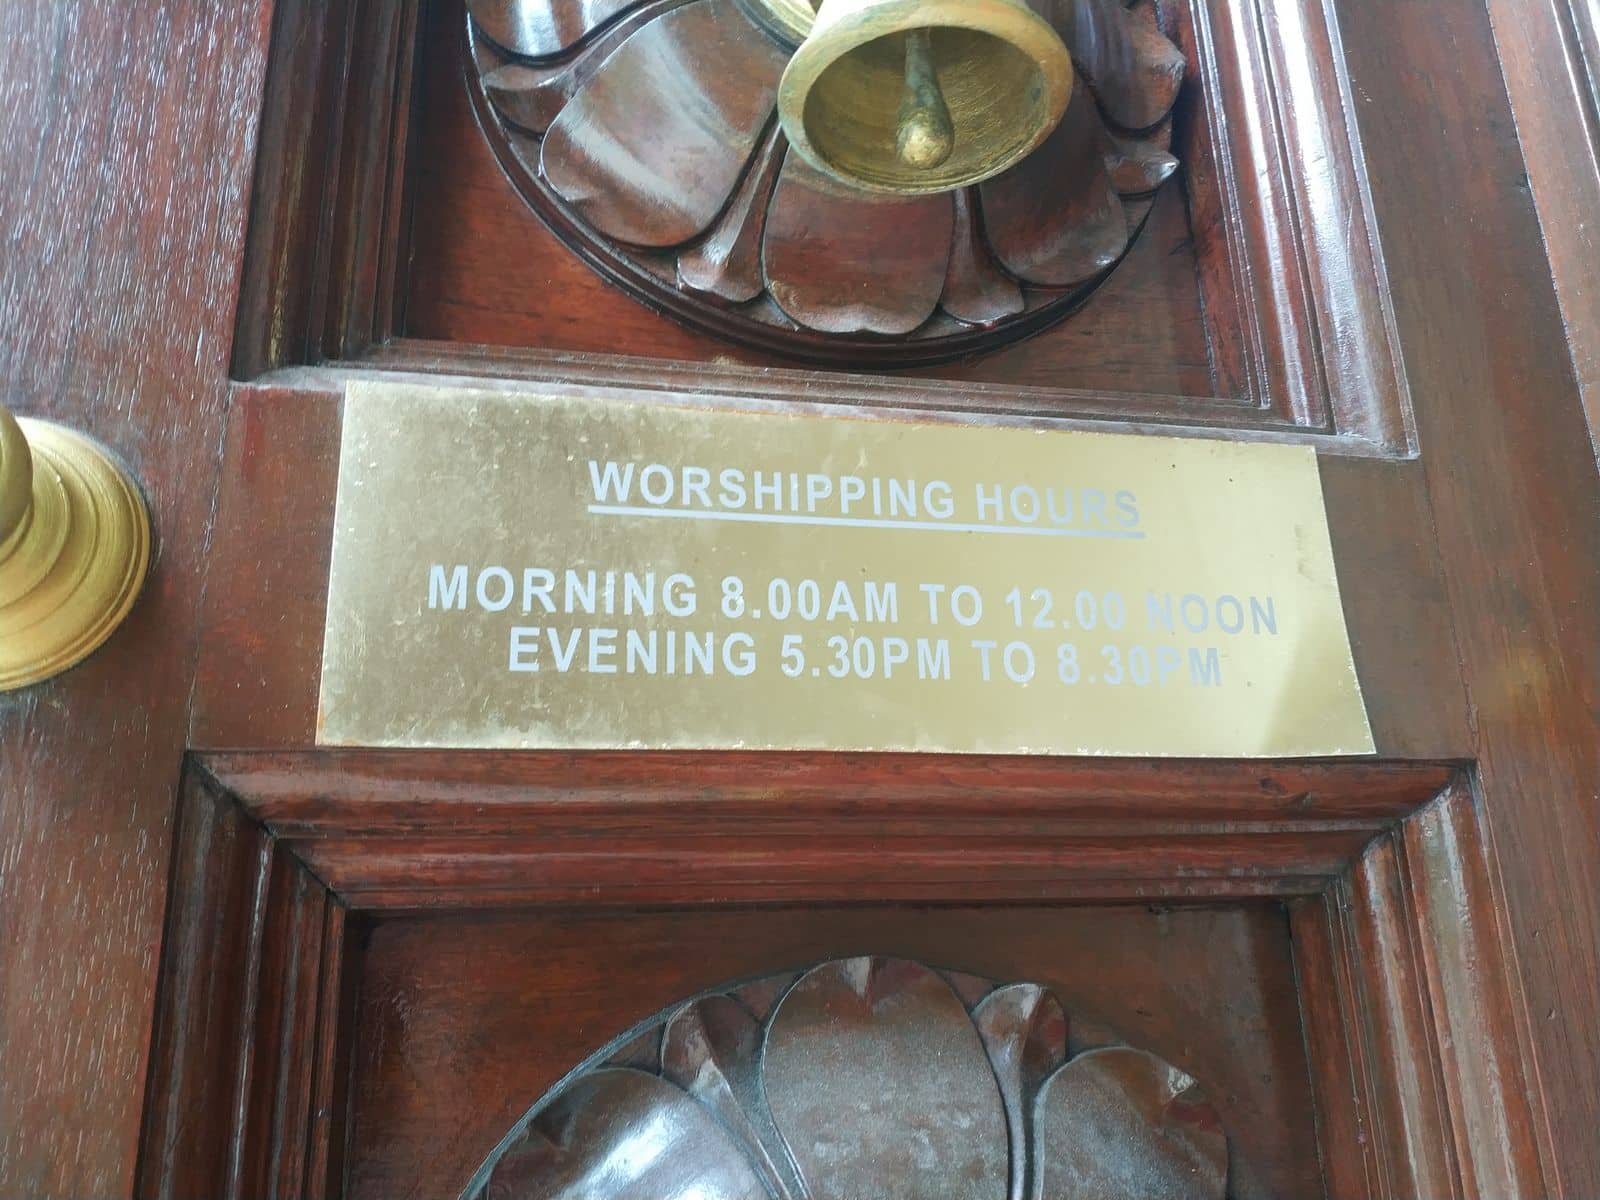 WORSHIPPING HOURS
MORNING 8.00AM TO 12.00 NOON
EVENING 5.30PM TO 8.30PM